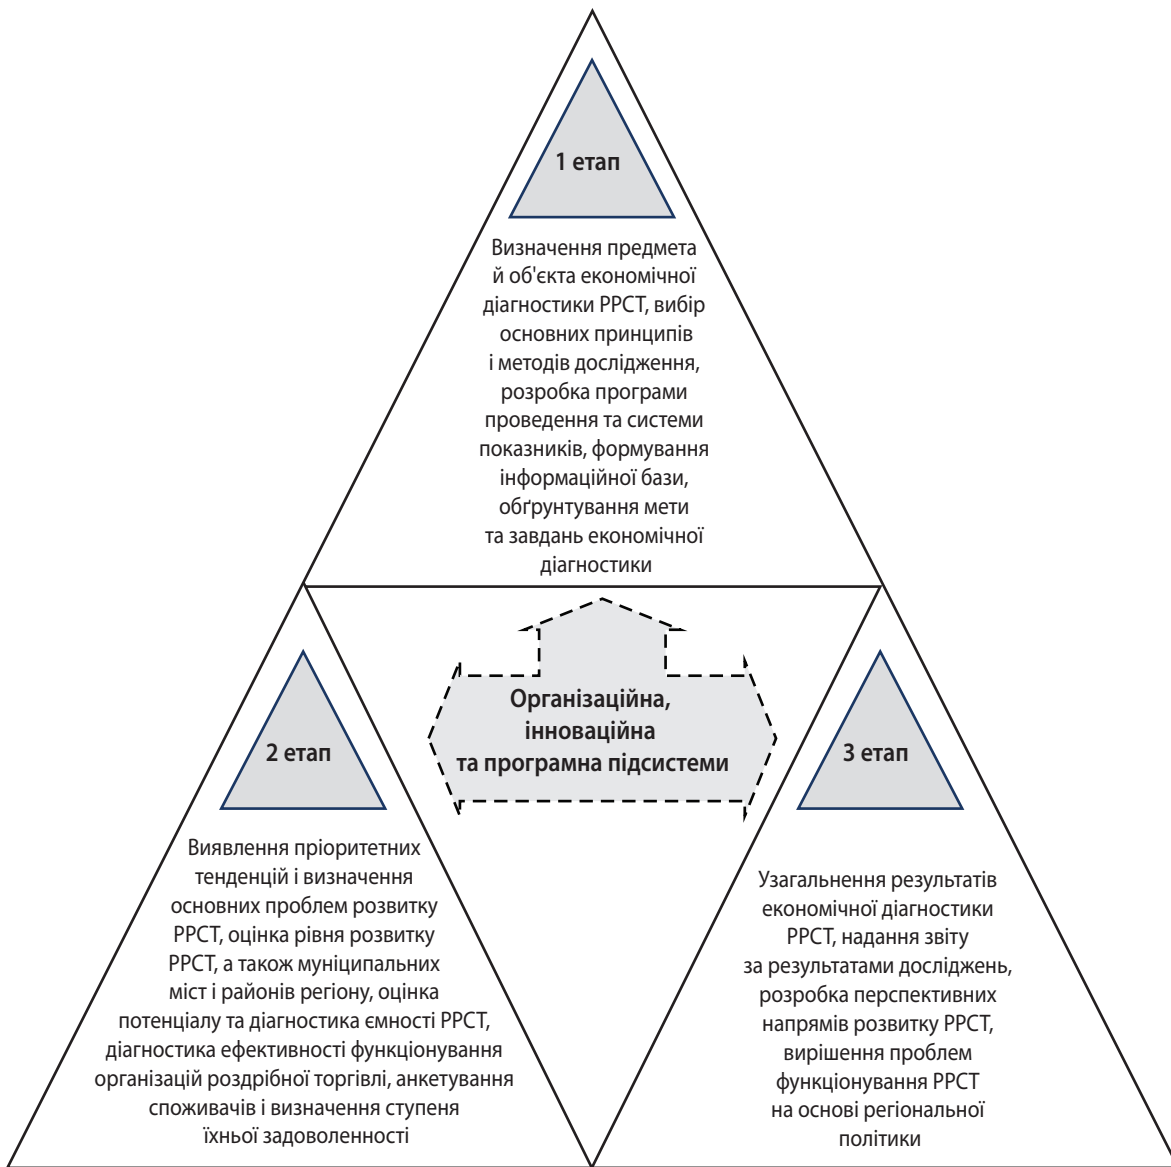 1 етап
Визначення предмета
й об'єкта економічної
діагностики РРСТ, вибір
основних принципів
і методів дослідження,
розробка програми
проведення та системи
показників, формування
інформаційної бази,
обґрунтування мети
та завдань економічної
діагностики
Організаційна,
інноваційна
та програмна підсистеми
2 етап
Виявлення пріоритетних
тенденцій і визначення
основних проблем розвитку
РРСТ, оцінка рівня розвитку
РРСТ, а також муніципальних
міст і районів регіону, оцінка
потенціалу та діагностика ємності РРСТ,
діагностика ефективності функціонування
організацій роздрібної торгівлі, анкетування
споживачів і визначення ступеня
їхньої задоволенності
3 етап
Узагальнення результатів
економічної діагностики
РРСТ, надання звіту
за результатами досліджень,
розробка перспективних
напрямів розвитку РРСТ,
вирішення проблем
функціонування РРСТ
на основі регіональної
політики